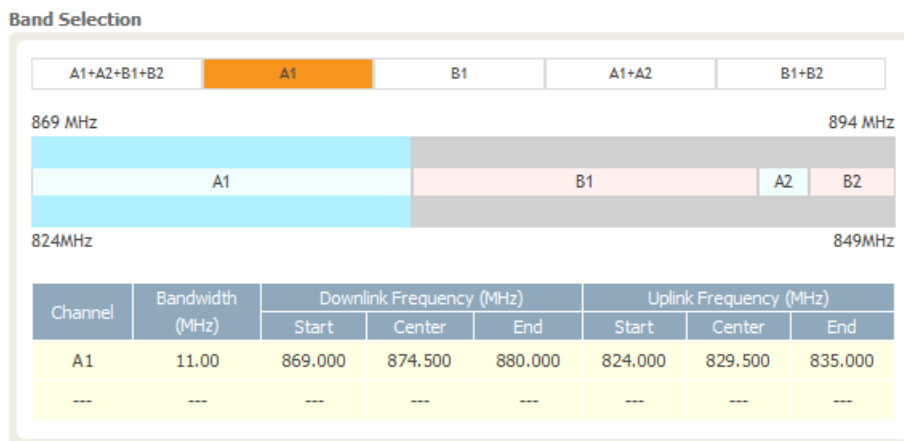 Band Selection
A1+A2+B1+B2 A1 B1 A1+A2 B1+B2
869 MHz 894 MHz
A1 B1 A2 B2
824MHz 849MHz
Channel Bandwidth (MHz) Downlink Frequency (MHz) Uplink Frequency (MHz)
Start Center End Start Center End
A1 11.00 869.000 874.500 880.000 824.000 829.500 835.000
--- --- --- --- --- --- --- ---